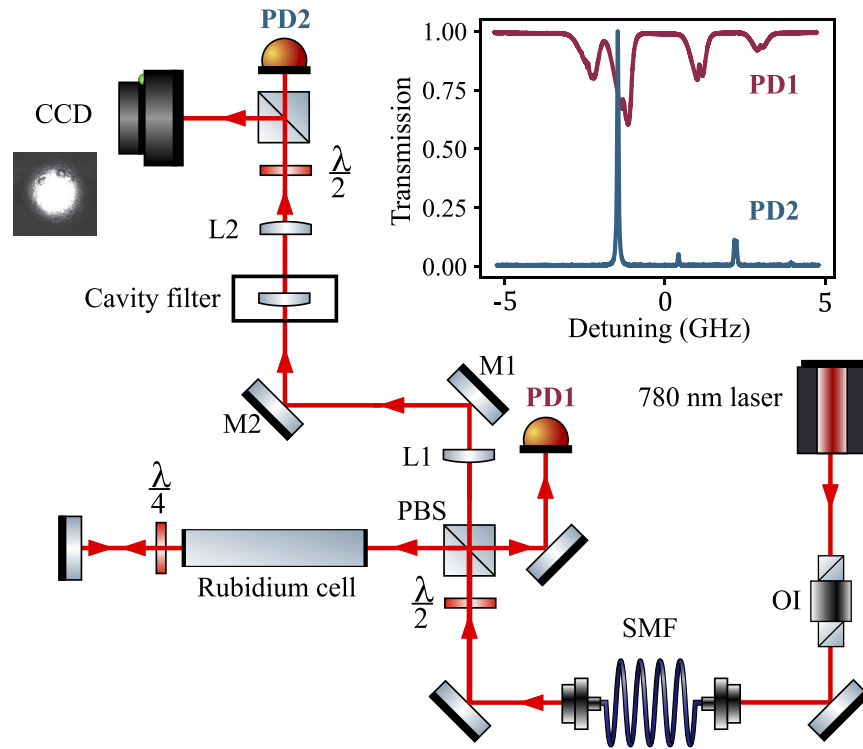 PD2
CCD
λ
2
L2
Cavity filter
M1
M2
PD1
L1
780 nm laser
λ
4
PBS
Rubidium cell
λ
2
OI
SMF
Transmission
1.00
0.75
0.50
0.25
0.00
PD1
PD2
-5
0
5
Detuning (GHz)